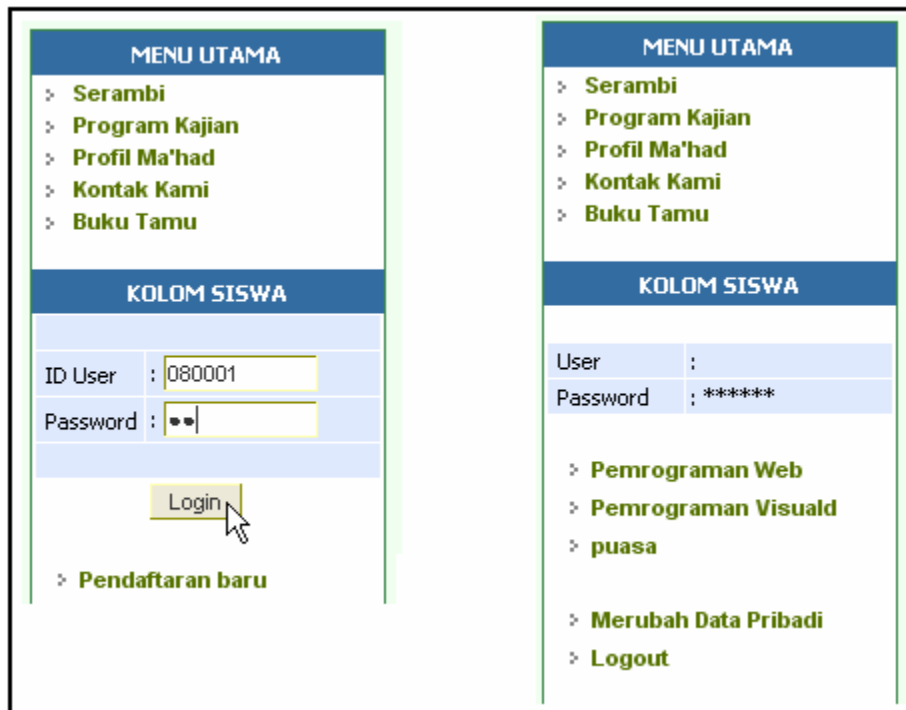 MENU UTAMA
Serambi
Program Kajian
Profil Ma'had
Kontak Kami
Buku Tamu
KOLOM SISWA
ID User : 080001
Password : ••
Login
Pendaftaran baru
MENU UTAMA
Serambi
Program Kajian
Profil Ma'had
Kontak Kami
Buku Tamu
KOLOM SISWA
User :
Password : ******
Pemrograman Web
Pemrograman Visuald
puasa
Merubah Data Pribadi
Logout